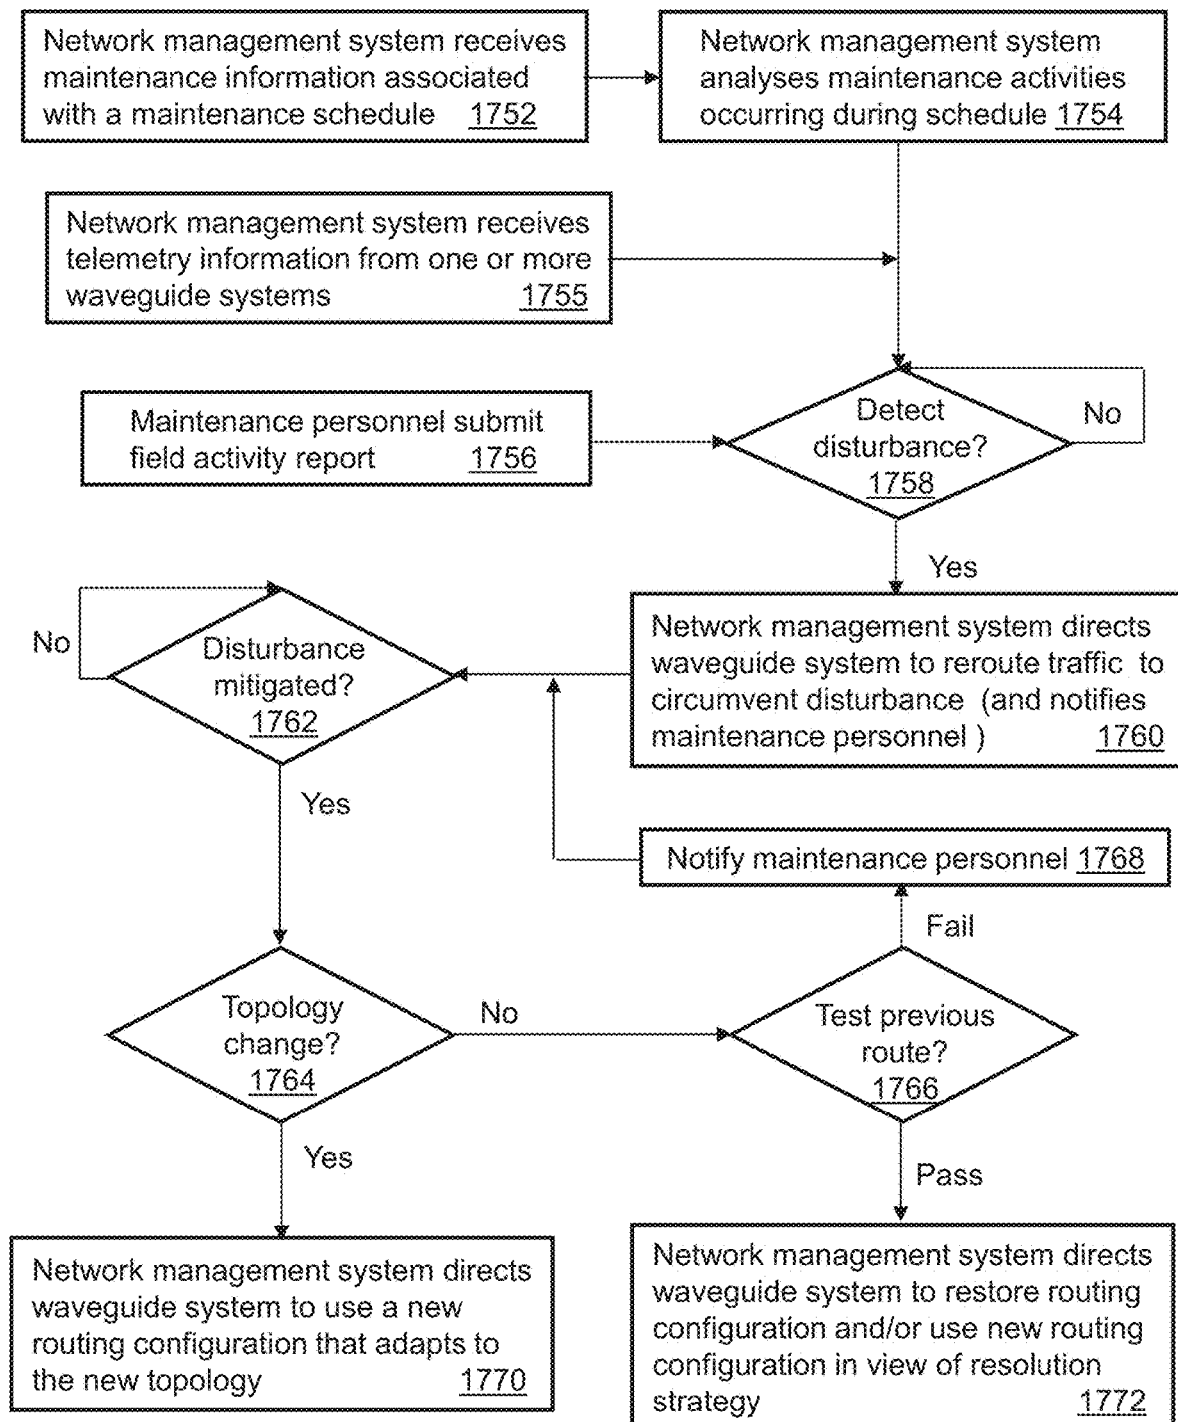 Network management system receives
maintenance information associated
with a maintenance schedule 1752
Network management system
analyses maintenance activities
occurring during schedule 1754
Network management system receives
telemetry information from one or more
waveguide systems 1755
Maintenance personnel submit
field activity report 1756
Detect
disturbance?
1758
No
Yes
Network management system directs
waveguide system to reroute traffic to
circumvent disturbance (and notifies
maintenance personnel ) 1760
No
Disturbance
mitigated?
1762
Yes
Notify maintenance personnel 1768
Fail
Topology
change?
1764
No
Test previous
route?
1766
Yes
Pass
Network management system directs
waveguide system to use a new
routing configuration that adapts to
the new topology 1770
Network management system directs
waveguide system to restore routing
configuration and/or use new routing
configuration in view of resolution
strategy 1772